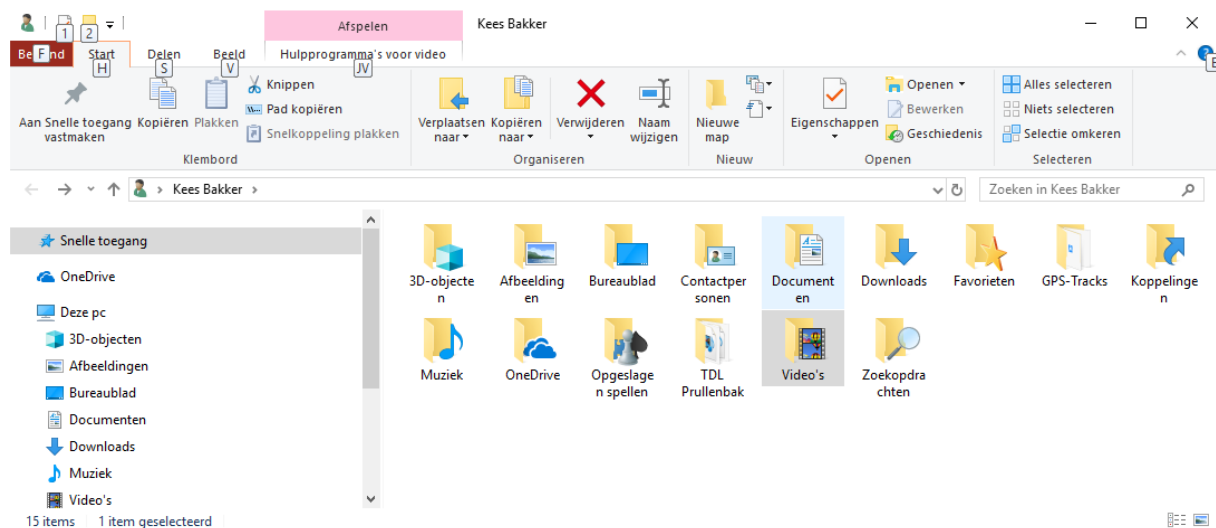 Afspelen
Kees Bakker
1
2
F
Start
Delen
Beeld
Hulpprogramma's voor video
H
S
V
JV
Aan Snelle toegang
vastmaken
Kopiëren
Plakken
Knippen
Pad kopiëren
Snelkoppeling plakken
Klembord
Verplaatsen
naar
Kopiëren
naar
Verwijderen
Naam
wijzigen
Organiseren
Nieuwe
map
Nieuw
Eigenschappen
Openen
Bewerken
Geschiedenis
Openen
Alles selecteren
Niets selecteren
Selectie omkeren
Selecteren
Kees Bakker
Zoeken in Kees Bakker
Snelle toegang
OneDrive
Deze pc
3D-objecten
Afbeeldingen
Bureaublad
Documenten
Downloads
Muziek
Video's
3D-objecte
n
Afbeelding
en
Bureaublad
Contactper
sonen
Document
en
Downloads
Favorieten
GPS-Tracks
Koppelinge
n
Muziek
OneDrive
Opgeslage
n spellen
TDL
Prullenbak
Video's
Zoekopdra
chten
15 items
1 item geselecteerd